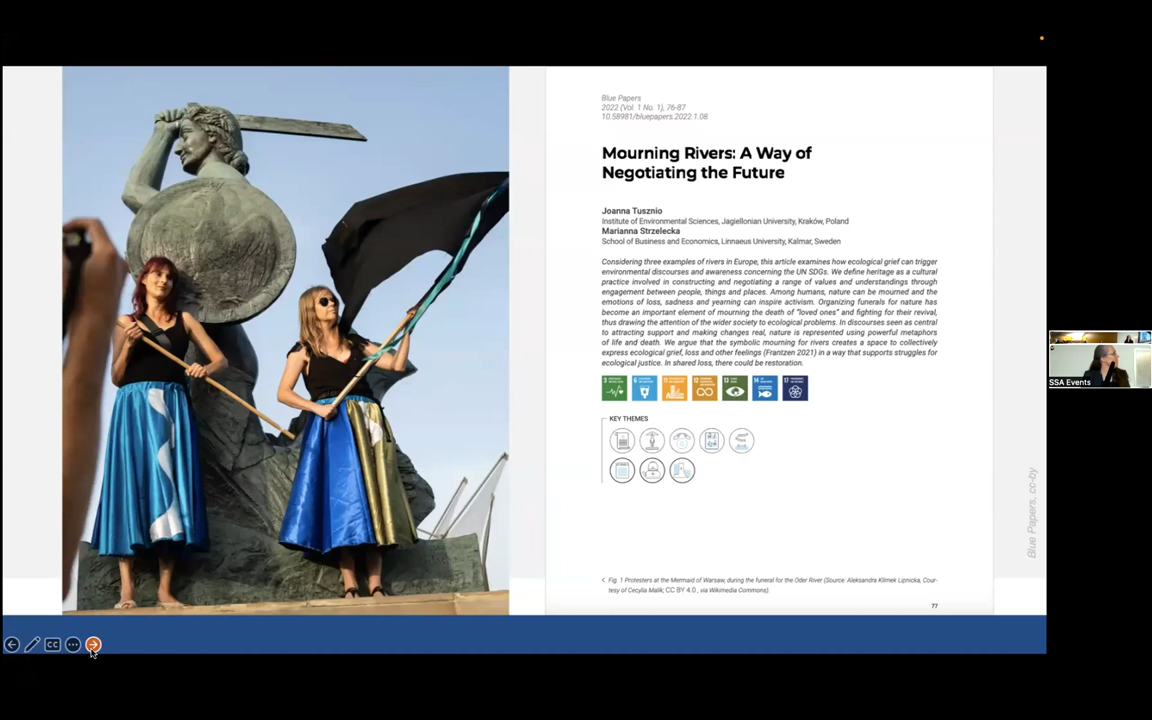 Blue Papers
2022 (Vol. 1 No. 1), 76-87
10.58981/bluepapers.2022.1.08
Mourning Rivers: A Way of
Negotiating the Future
Joanna Tusznio
Institute of Environmental Sciences, Jagiellonian University, Kraków, Poland
Marianna Strzelecka
School of Business and Economics, Linnaeus University, Kalmar, Sweden
Considering three examples of rivers in Europe, this article examines how ecological grief can trigger
environmental discourses and awareness concerning the UN SDGs. We define heritage as a cultural
practice involved in constructing and negotiating a range of values and understandings through
engagement between people, things and places. Among humans, nature can be mourned and the
emotions of loss, sadness and yearning can inspire activism. Organizing funerals for nature has
become an important element of mourning the death of “loved ones” and fighting for their revival,
thus drawing the attention of the wider society to ecological problems. In discourses seen as central
to attracting support and making changes real, nature is represented using powerful metaphors
of life and death. We argue that the symbolic mourning for rivers creates a space to collectively
express ecological grief, loss and other feelings (Frantzen 2021) in a way that supports struggles for
ecological justice. In shared loss, there could be restoration.
3 6 11 12 13 14 17
KEY THEMES
< Fig. 1 Protesters at the Mermaid of Warsaw, during the funeral for the Oder River (Source: Aleksandra Klimek Lipnicka, Cour-
tesy of Cecylia Malik; CC BY 4.0 , via Wikimedia Commons).
77
Blue Papers, cc-by
CC
SSA Events